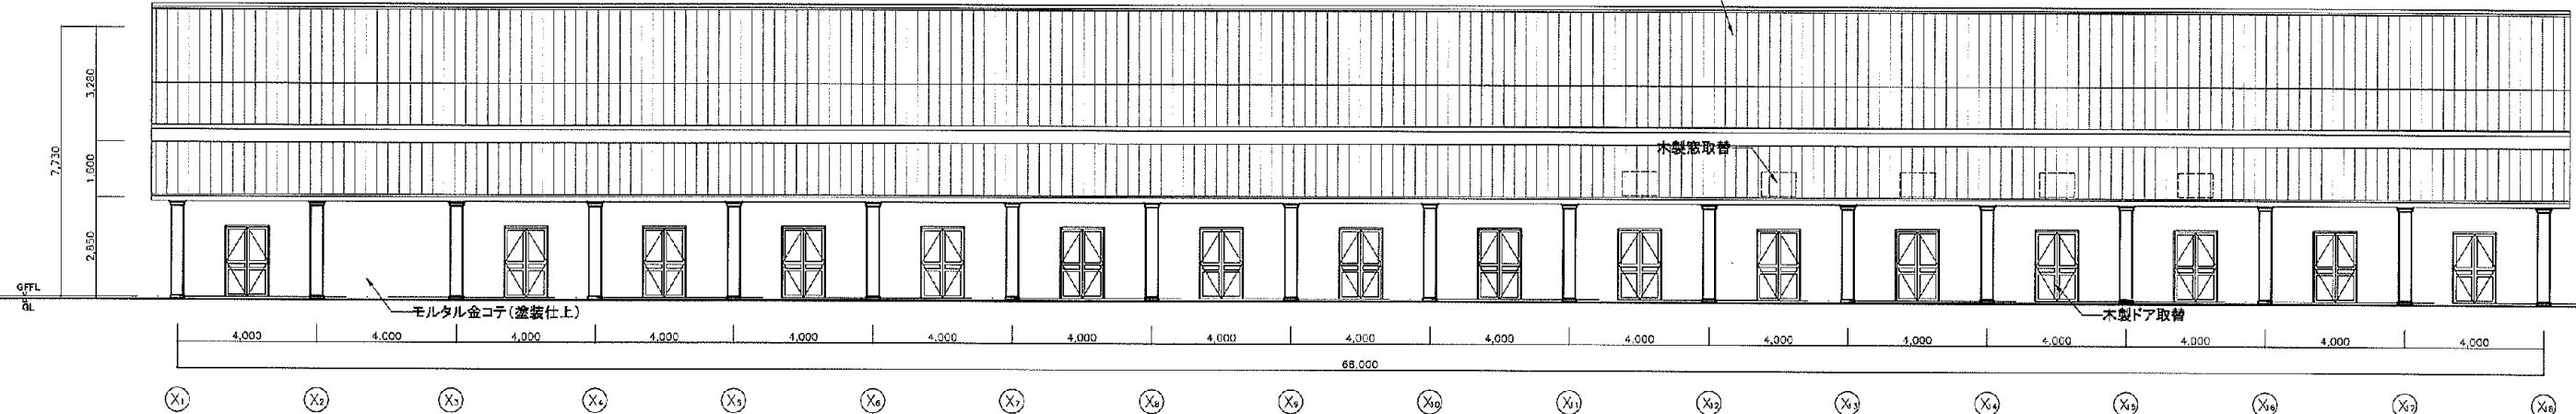 3,280
7,730
1,600
木製窓取替
2,850
GFFL
GL
モルタル金コテ(塗装仕上)
木製ドア取替
4,000 4,000 4,000 4,000 4,000 4,000 4,000 4,000 4,000 4,000 4,000 4,000 4,000 4,000 4,000 4,000 4,000
68,000
X1 X2 X3 X4 X5 X6 X7 X8 X9 X10 X11 X12 X13 X14 X15 X16 X17 X18